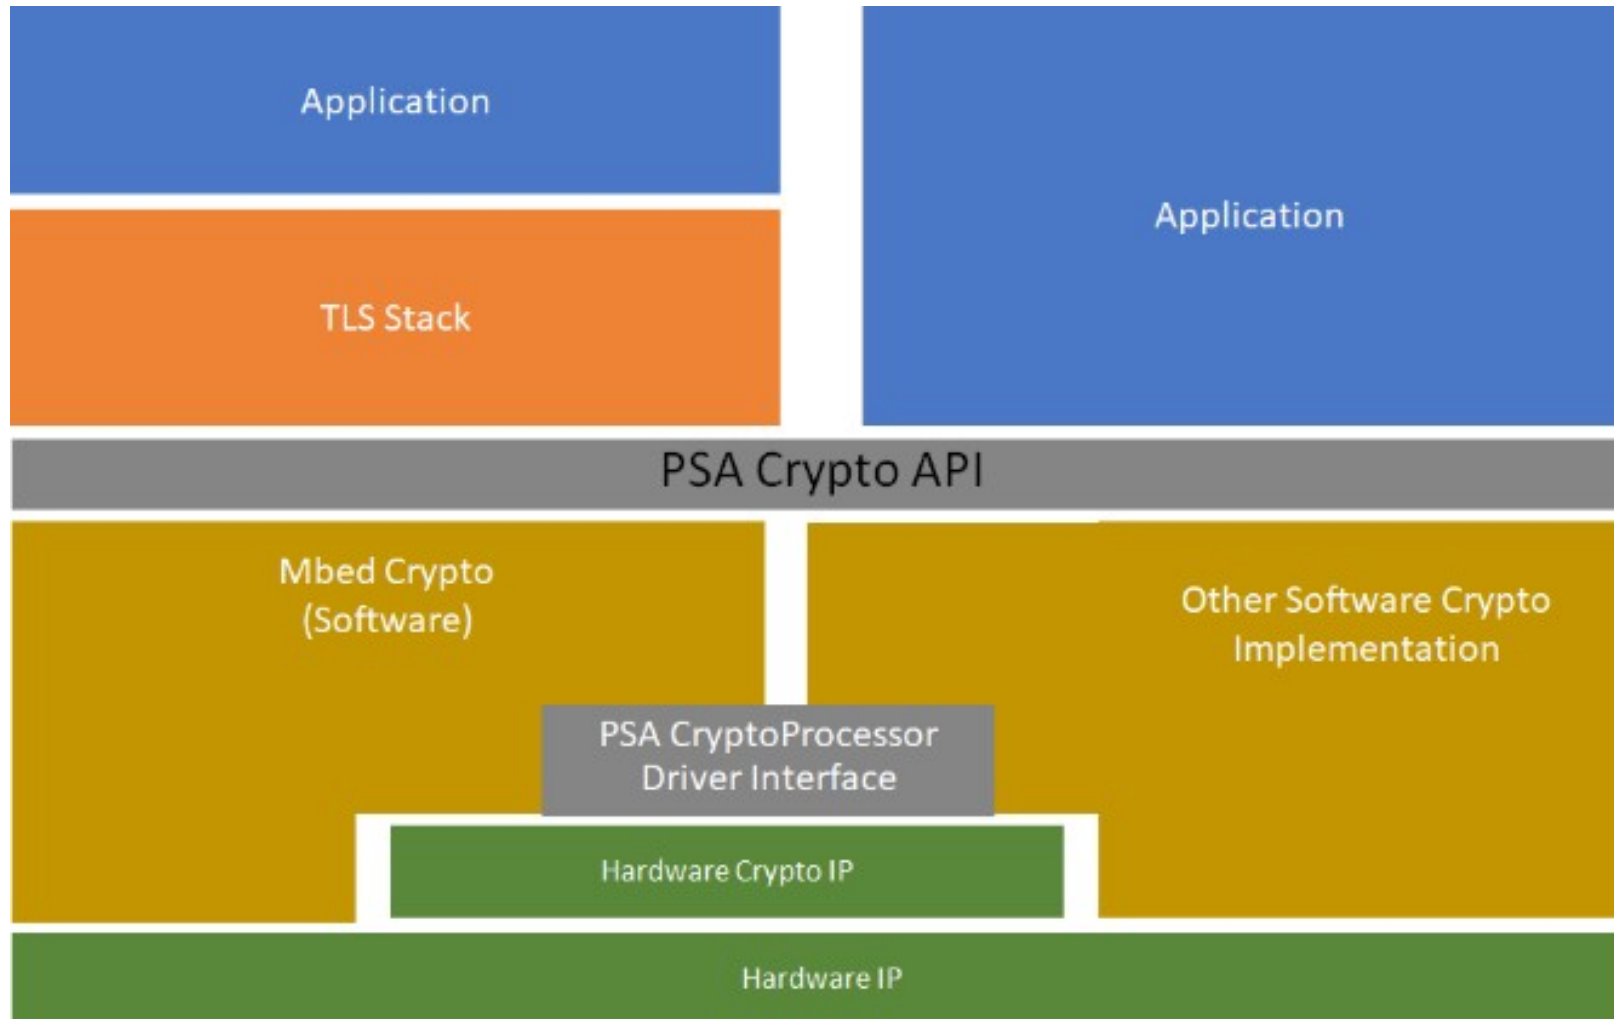 Application
Application
TLS Stack
PSA Crypto API
Mbed Crypto
(Software)
Other Software Crypto
Implementation
PSA CryptoProcessor
Driver Interface
Hardware Crypto IP
Hardware IP